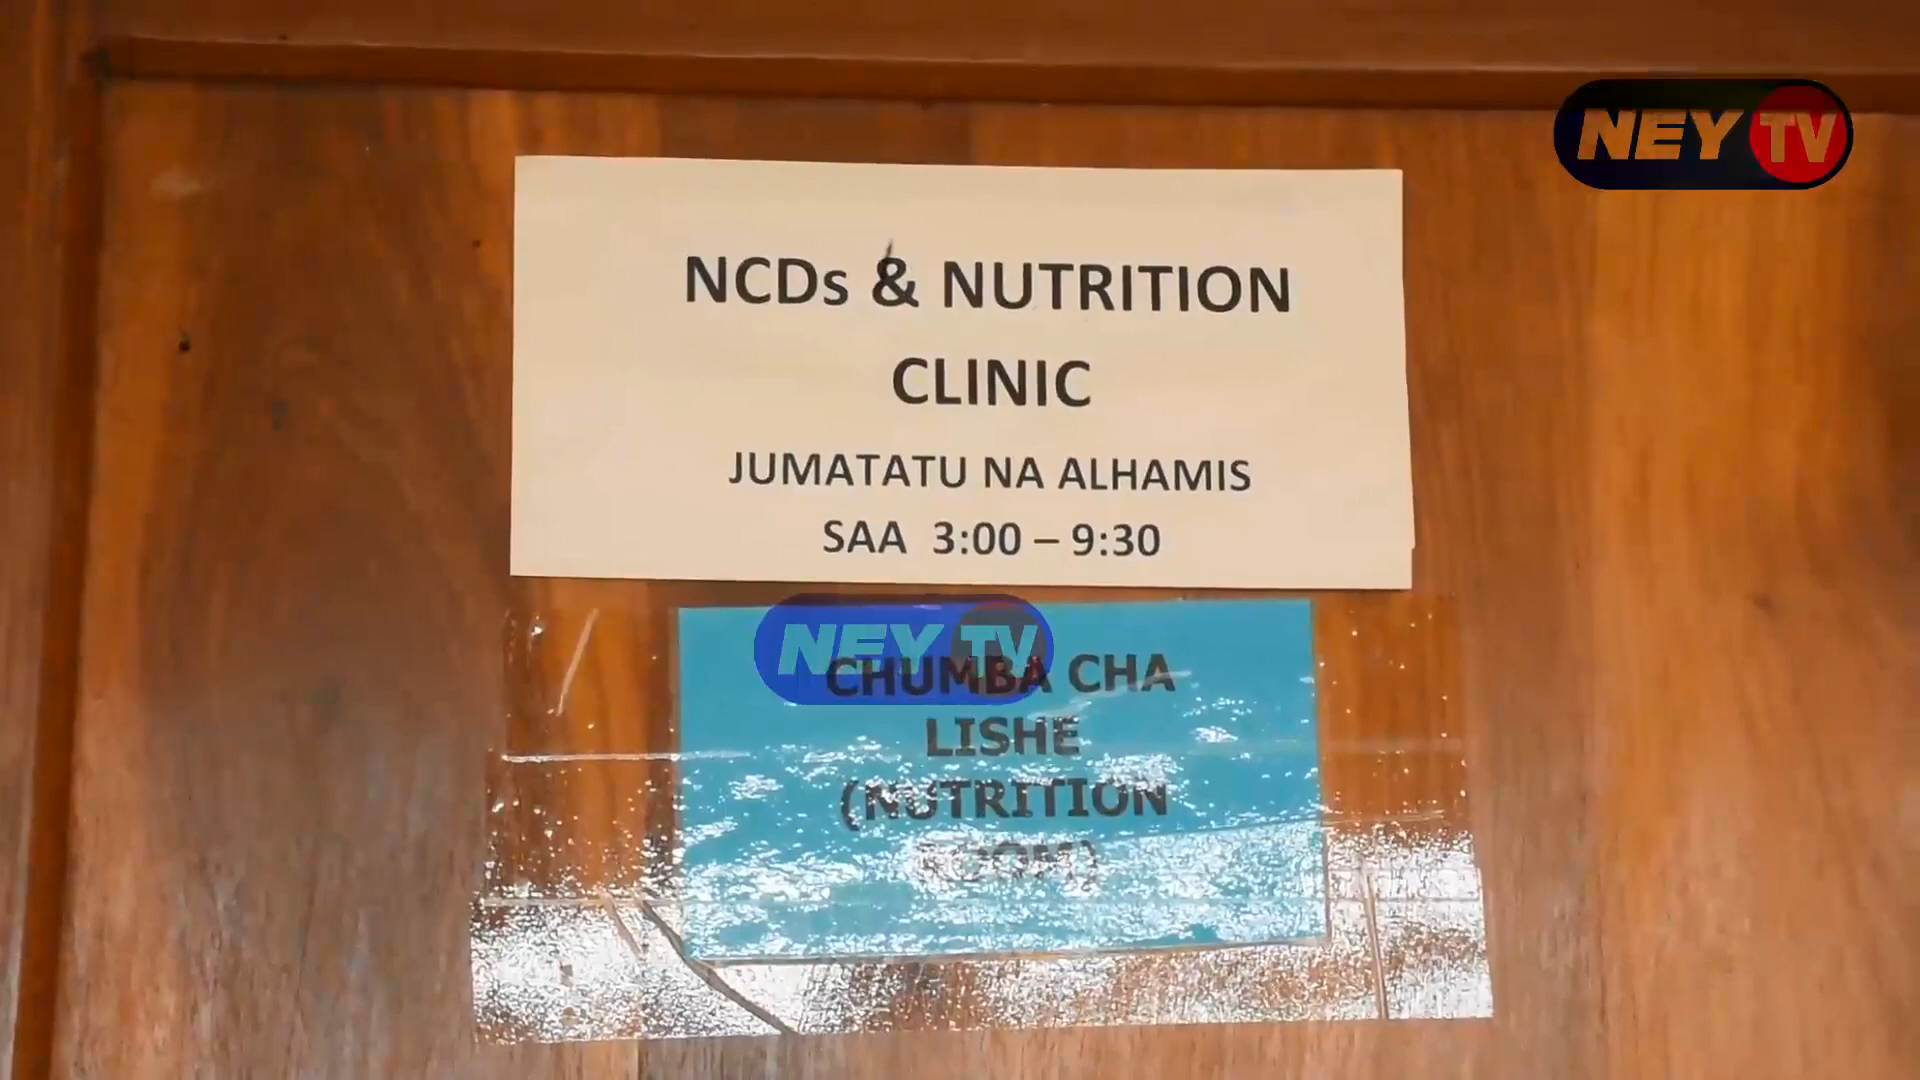 NEY TV
NCDs & NUTRITION
CLINIC
JUMATATU NA ALHAMIS
SAA 3:00 – 9:30
NEY TV
CHUMBA CHA
LISHE
(NUTRITION
ROOM)